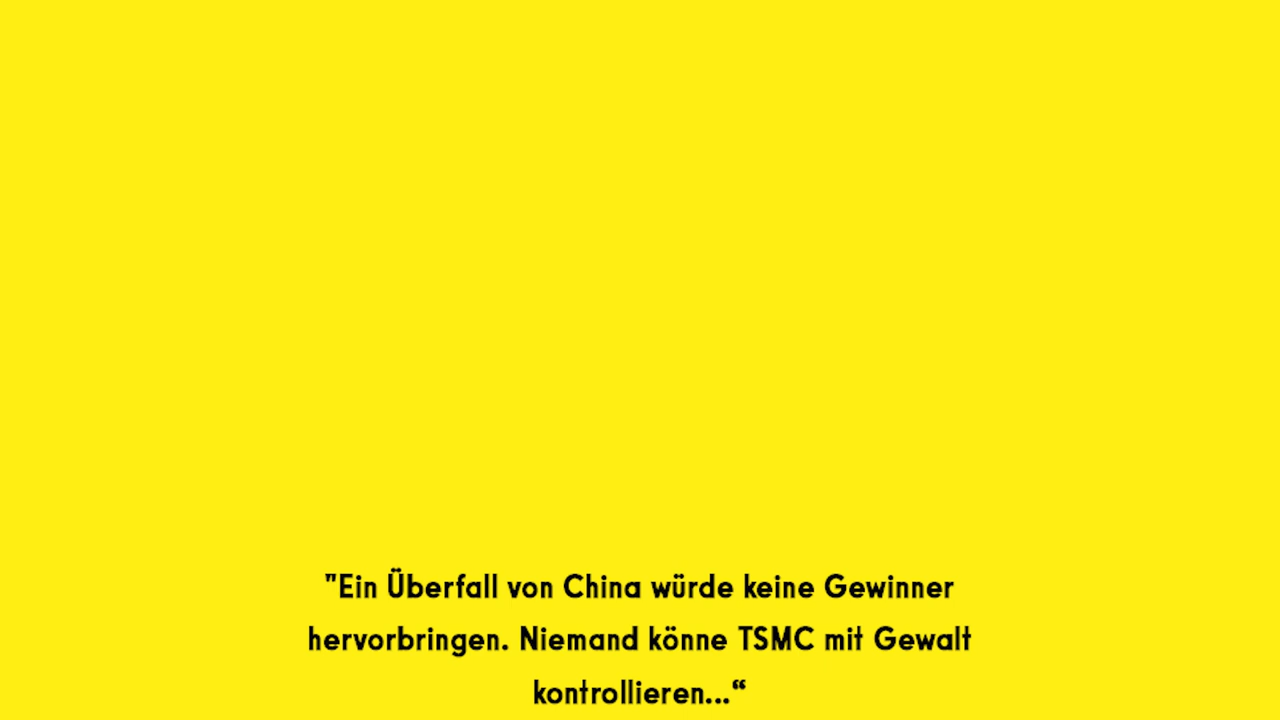 "Ein Überfall von China würde keine Gewinner
hervorbringen. Niemand könne TSMC mit Gewalt
kontrollieren...“